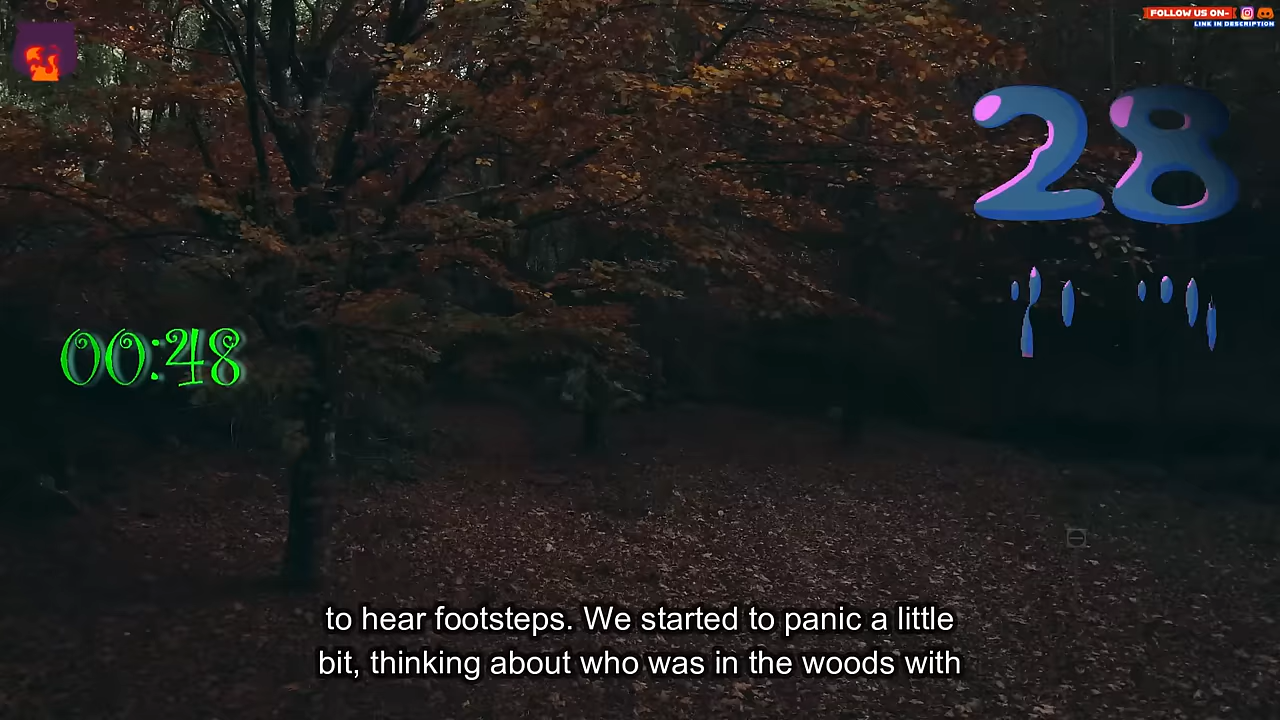 FOLLOW US ON-
LINK IN DESCRIPTION
28
00:48
to hear footsteps. We started to panic a little
bit, thinking about who was in the woods with